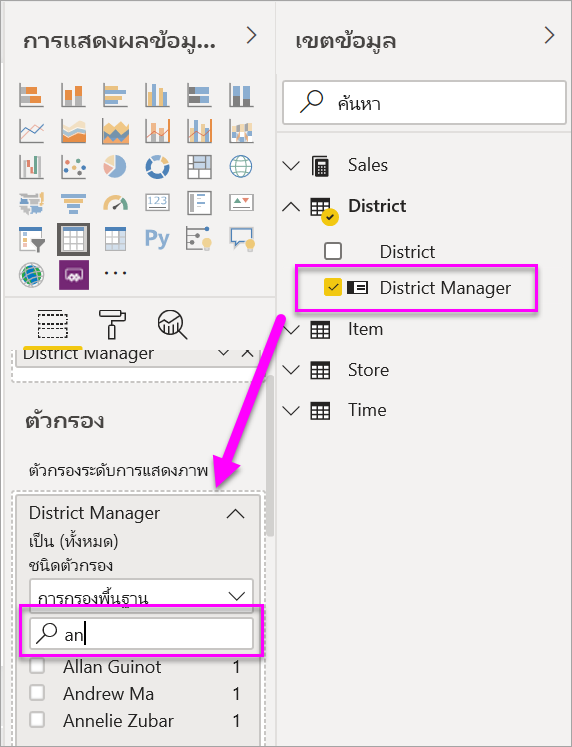 การแสดงผลข้อมู...
123
Py
...
District Manager
ตัวกรอง
ตัวกรองระดับการแสดงภาพ
District Manager
เป็น (ทั้งหมด)
ชนิดตัวกรอง
การกรองพื้นฐาน
an
Allan Guinot 1
Andrew Ma 1
Annelie Zubar 1
เขตข้อมูล
ค้นหา
Sales
District
District
District Manager
Item
Store
Time